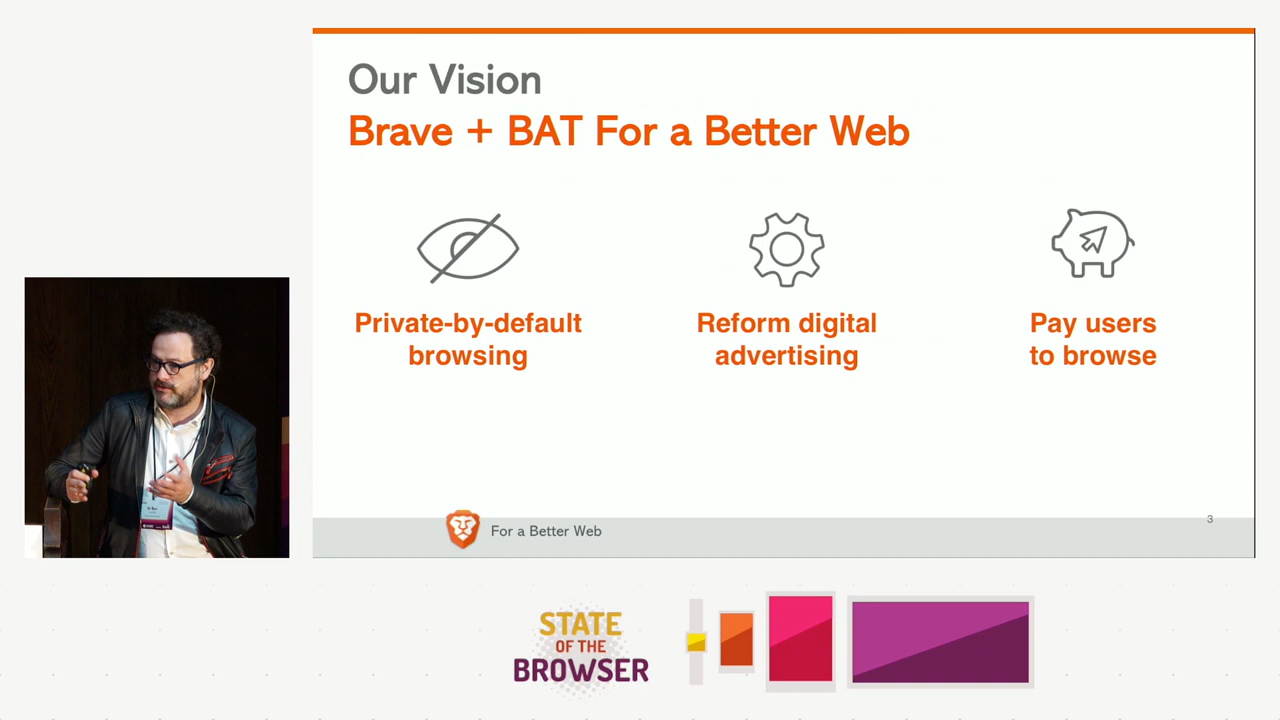 Our Vision
Brave + BAT For a Better Web
Private-by-default
browsing
Reform digital
advertising
Pay users
to browse
For a Better Web
3
STATE
OF THE
BROWSER